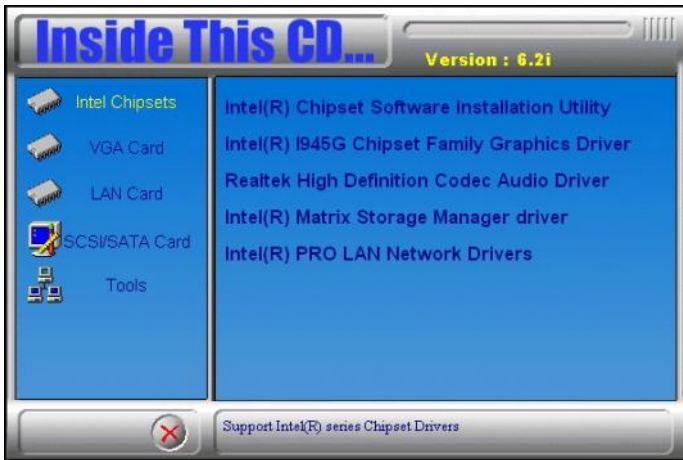 Inside This CD...
Version : 6.2i
Intel Chipsets
VGA Card
LAN Card
SCSI/SATA Card
Tools
Intel(R) Chipset Software Installation Utility
Intel(R) I945G Chipset Family Graphics Driver
Realtek High Definition Codec Audio Driver
Intel(R) Matrix Storage Manager driver
Intel(R) PRO LAN Network Drivers
Support Intel(R) series Chipset Drivers